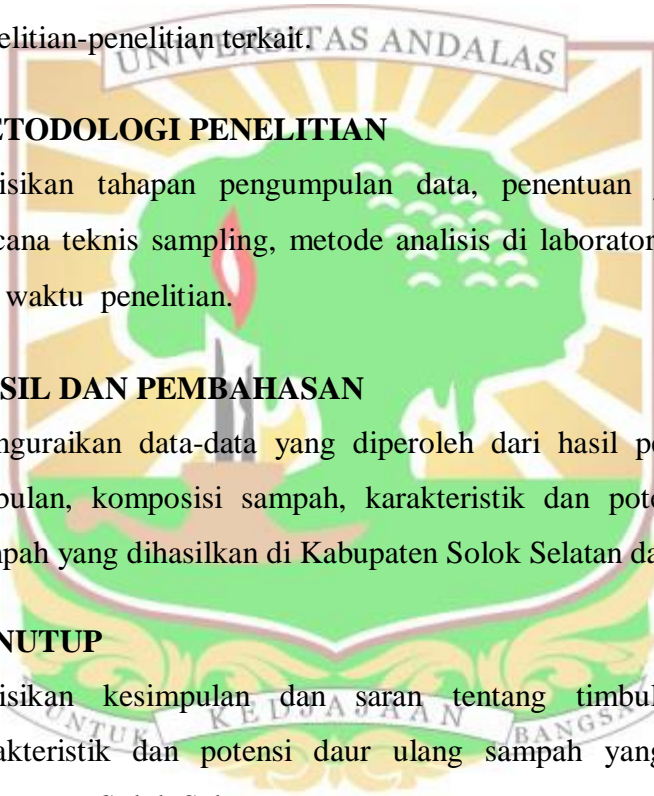 elitian-penelitian terkait.
UNIVERSITAS ANDALAS
ETODOLOGI PENELITIAN
isikan tahapan pengumpulan data, penentuan
cana teknis sampling, metode analisis di laborator
waktu penelitian.
SIL DAN PEMBAHASAN
nguraikan data-data yang diperoleh dari hasil pe
bulan, komposisi sampah, karakteristik dan pote
mpah yang dihasilkan di Kabupaten Solok Selatan da
NUTUP
isikan kesimpulan dan saran tentang timbul
UNTUK KEDJAJAAN BANGSA
akteristik dan potensi daur ulang sampah yang